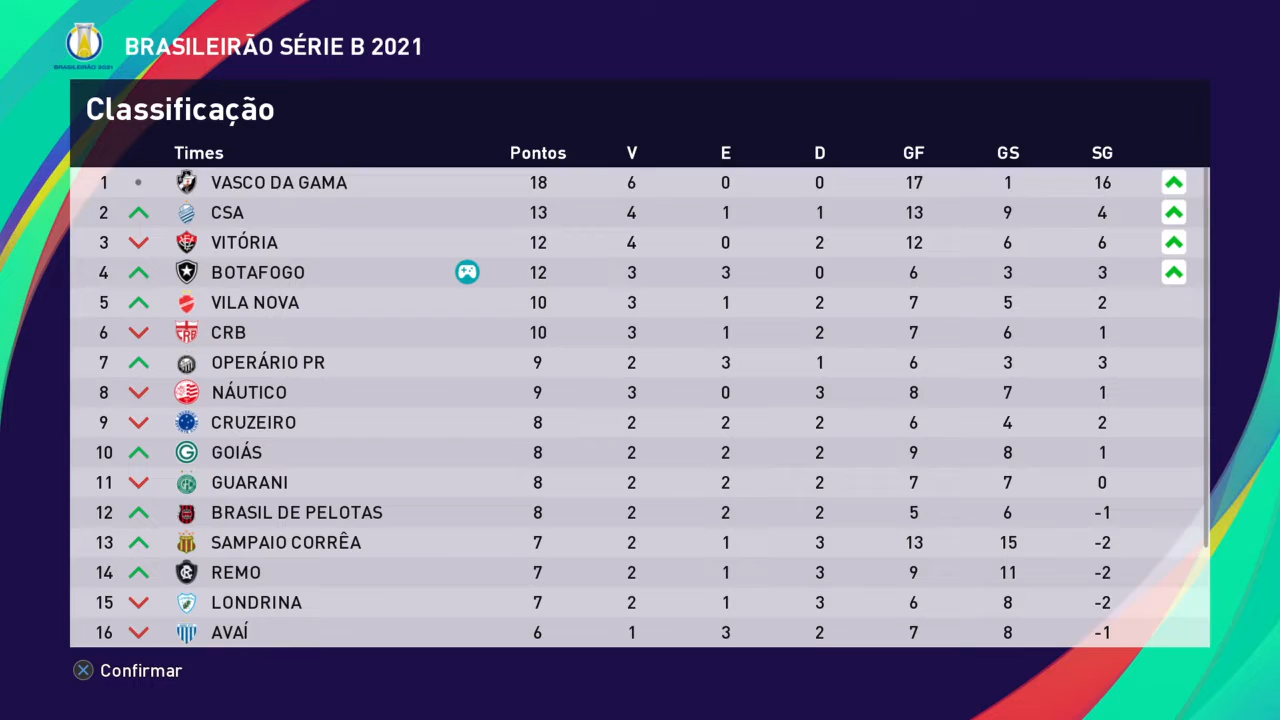 BRASILEIRÃO SÉRIE B 2021
BRASILEIRÃO 2021
Classificação
Times Pontos V E D GF GS SG
1 VASCO DA GAMA 18 6 0 0 17 1 16
2 CSA 13 4 1 1 13 9 4
3 VITÓRIA 12 4 0 2 12 6 6
4 BOTAFOGO 12 3 3 0 6 3 3
5 VILA NOVA 10 3 1 2 7 5 2
6 CRB 10 3 1 2 7 6 1
7 OPERÁRIO PR 9 2 3 1 6 3 3
8 NÁUTICO 9 3 0 3 8 7 1
9 CRUZEIRO 8 2 2 2 6 4 2
10 GOIÁS 8 2 2 2 9 8 1
11 GUARANI 8 2 2 2 7 7 0
12 BRASIL DE PELOTAS 8 2 2 2 5 6 -1
13 SAMPAIO CORRÊA 7 2 1 3 13 15 -2
14 REMO 7 2 1 3 9 11 -2
15 LONDRINA 7 2 1 3 6 8 -2
16 AVAÍ 6 1 3 2 7 8 -1
Confirmar